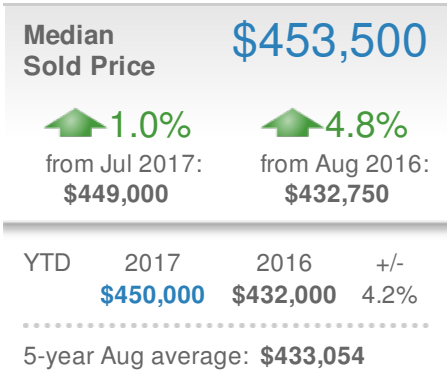 Median
Sold Price
$453,500
1.0%
from Jul 2017:
$449,000
4.8%
from Aug 2016:
$432,750
YTD 2017 2016 +/-
$450,000 $432,000 4.2%
5-year Aug average: $433,054